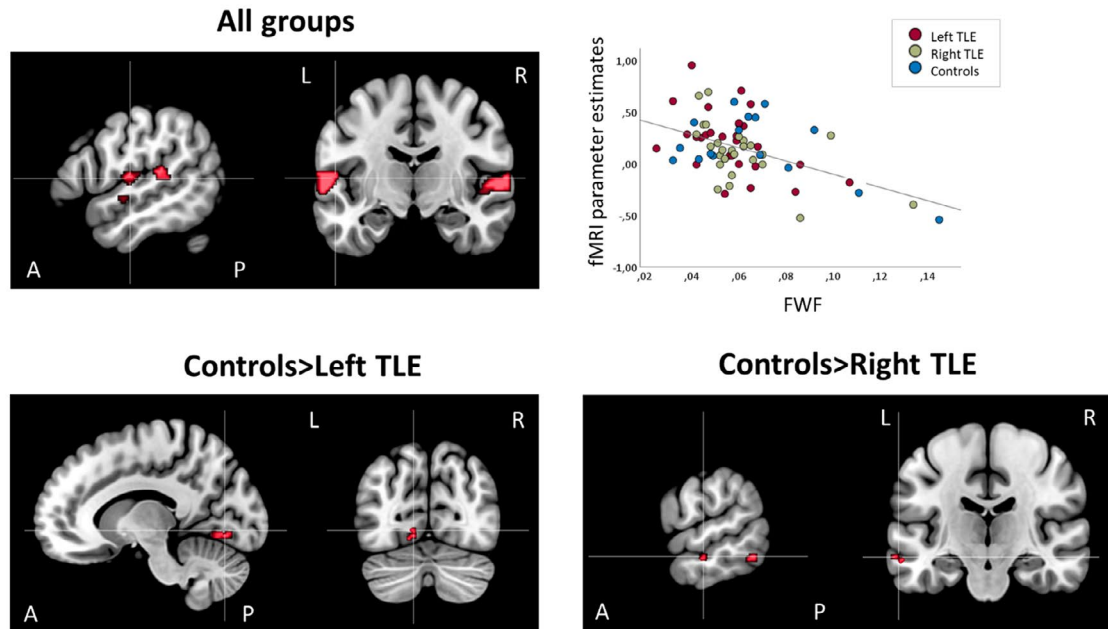 All groups
L
R
A
P
Left TLE
Right TLE
Controls
fMRI parameter estimates
1,00
,50
,00
-,50
-1,00
,02
,04
,06
,08
,10
,12
,14
FWF
Controls>Left TLE
L
R
A
P
Controls>Right TLE
L
R
A
P